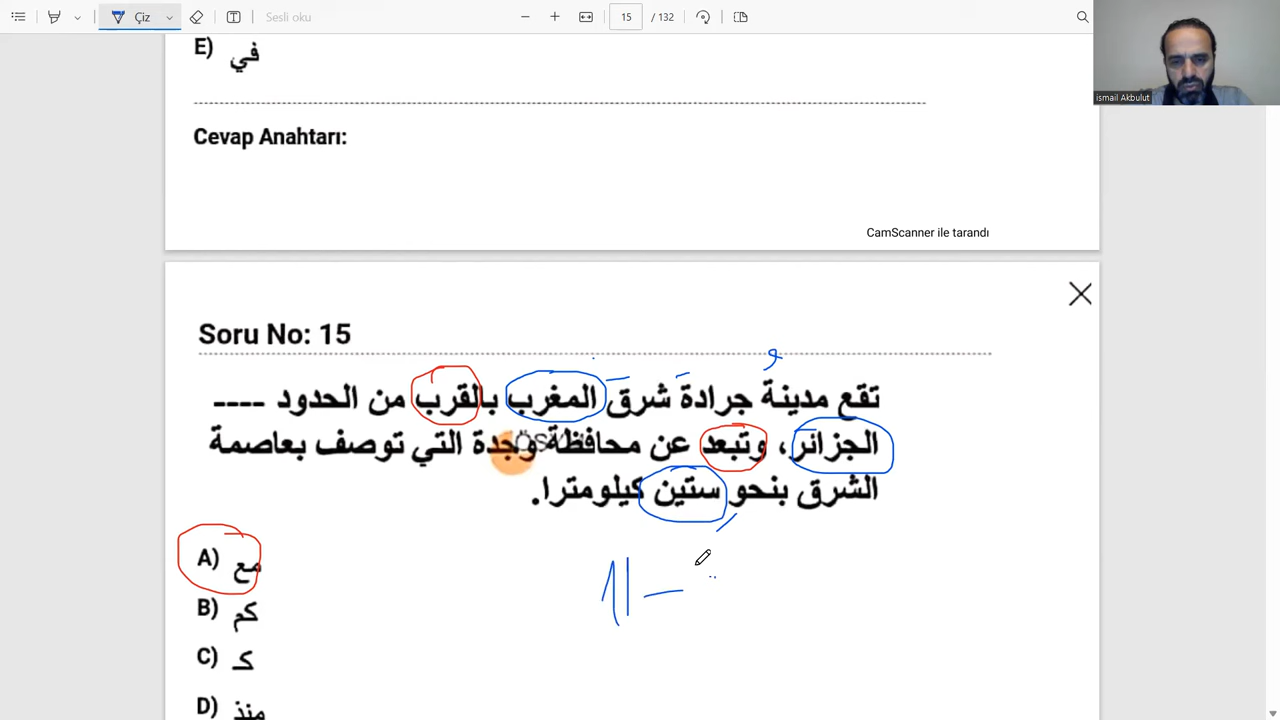 Çiz
Sesli oku
15 / 132
ismail Akbulut
E) في
Cevap Anahtarı:
CamScanner ile tarandı
Soru No: 15
تقع مدينة جرادة شرق المغرب بالقرب من الحدود ----
الجزائر، وتبعد عن محافظة وجدة التي توصف بعاصمة
الشرق بنحو ستين كيلومترا.
A) مع
B) كم
C) كـ
D) منذ
11 –